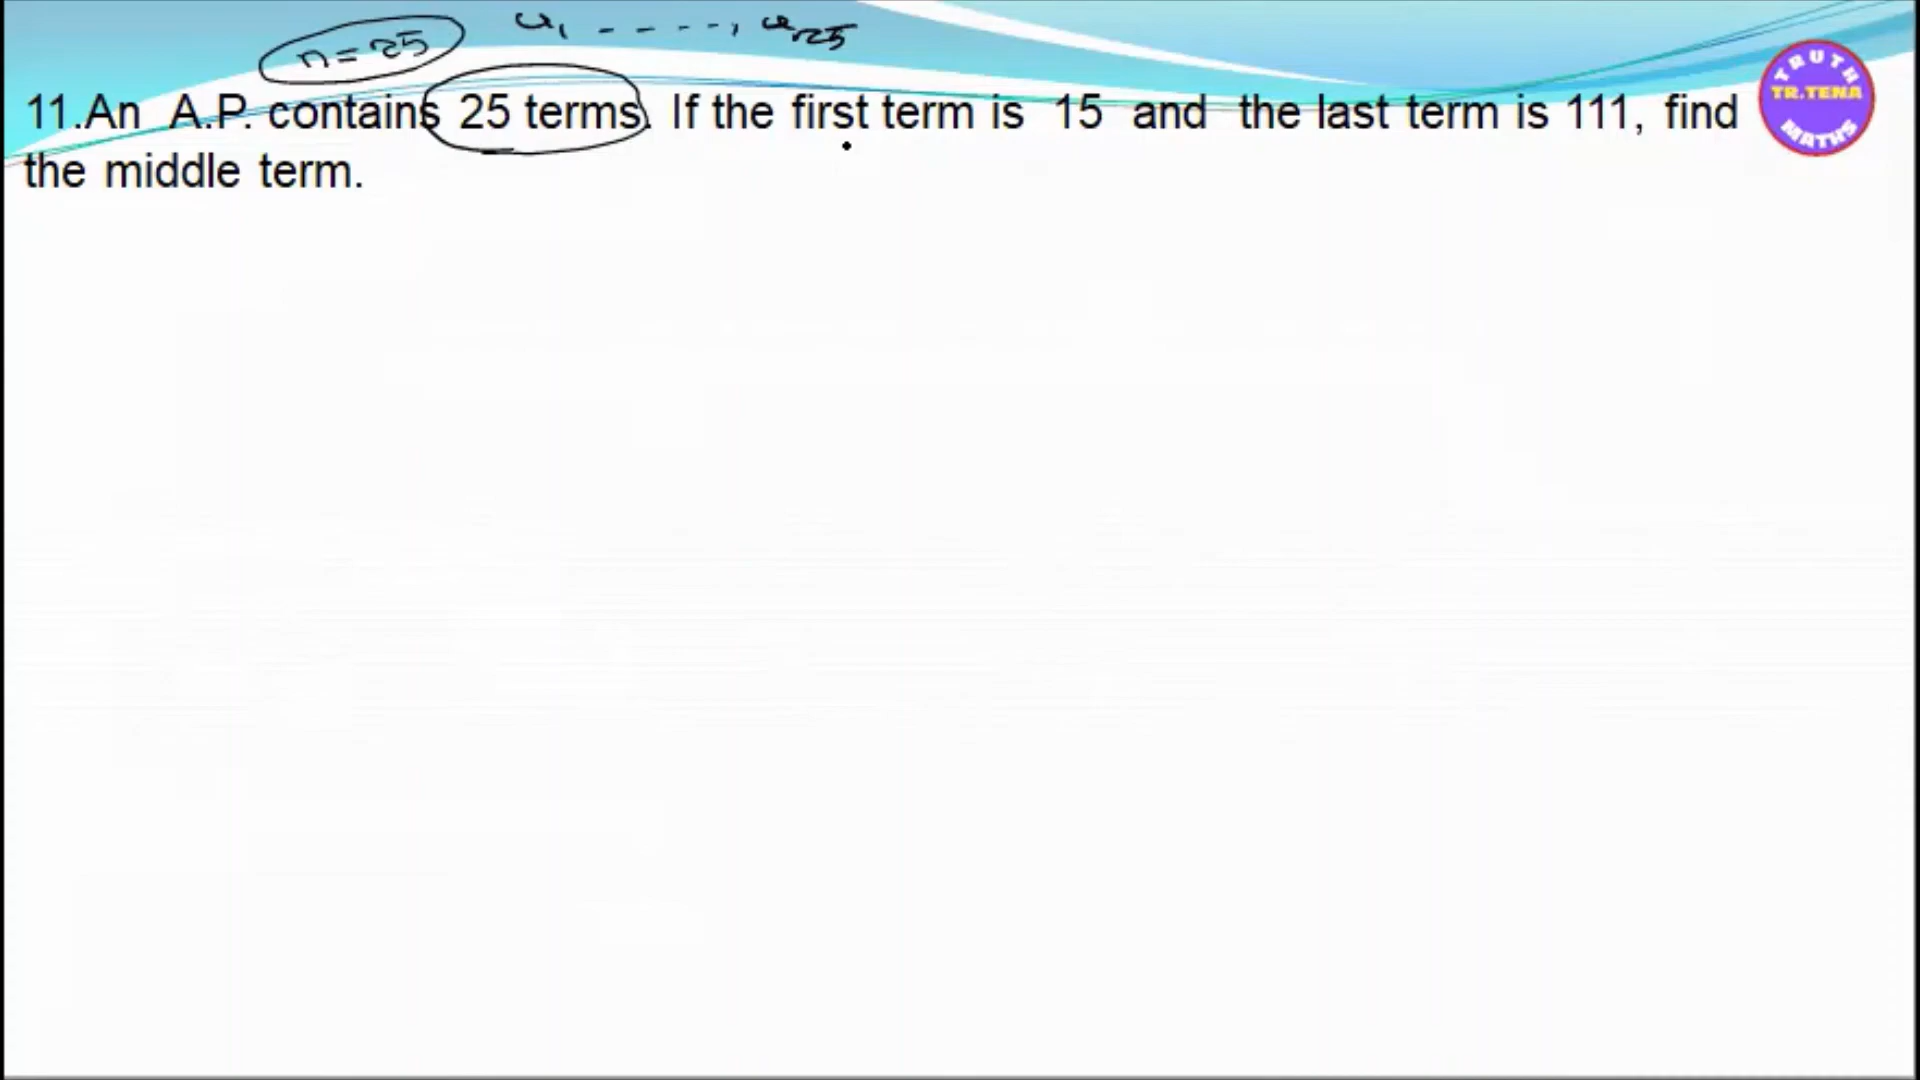 n = 25 u₁ - - - - -, u₂₅
11.An A.P. contains 25 terms. If the first term is 15 and the last term is 111, find
the middle term.
TRUTH
TR.TENA
MATHS